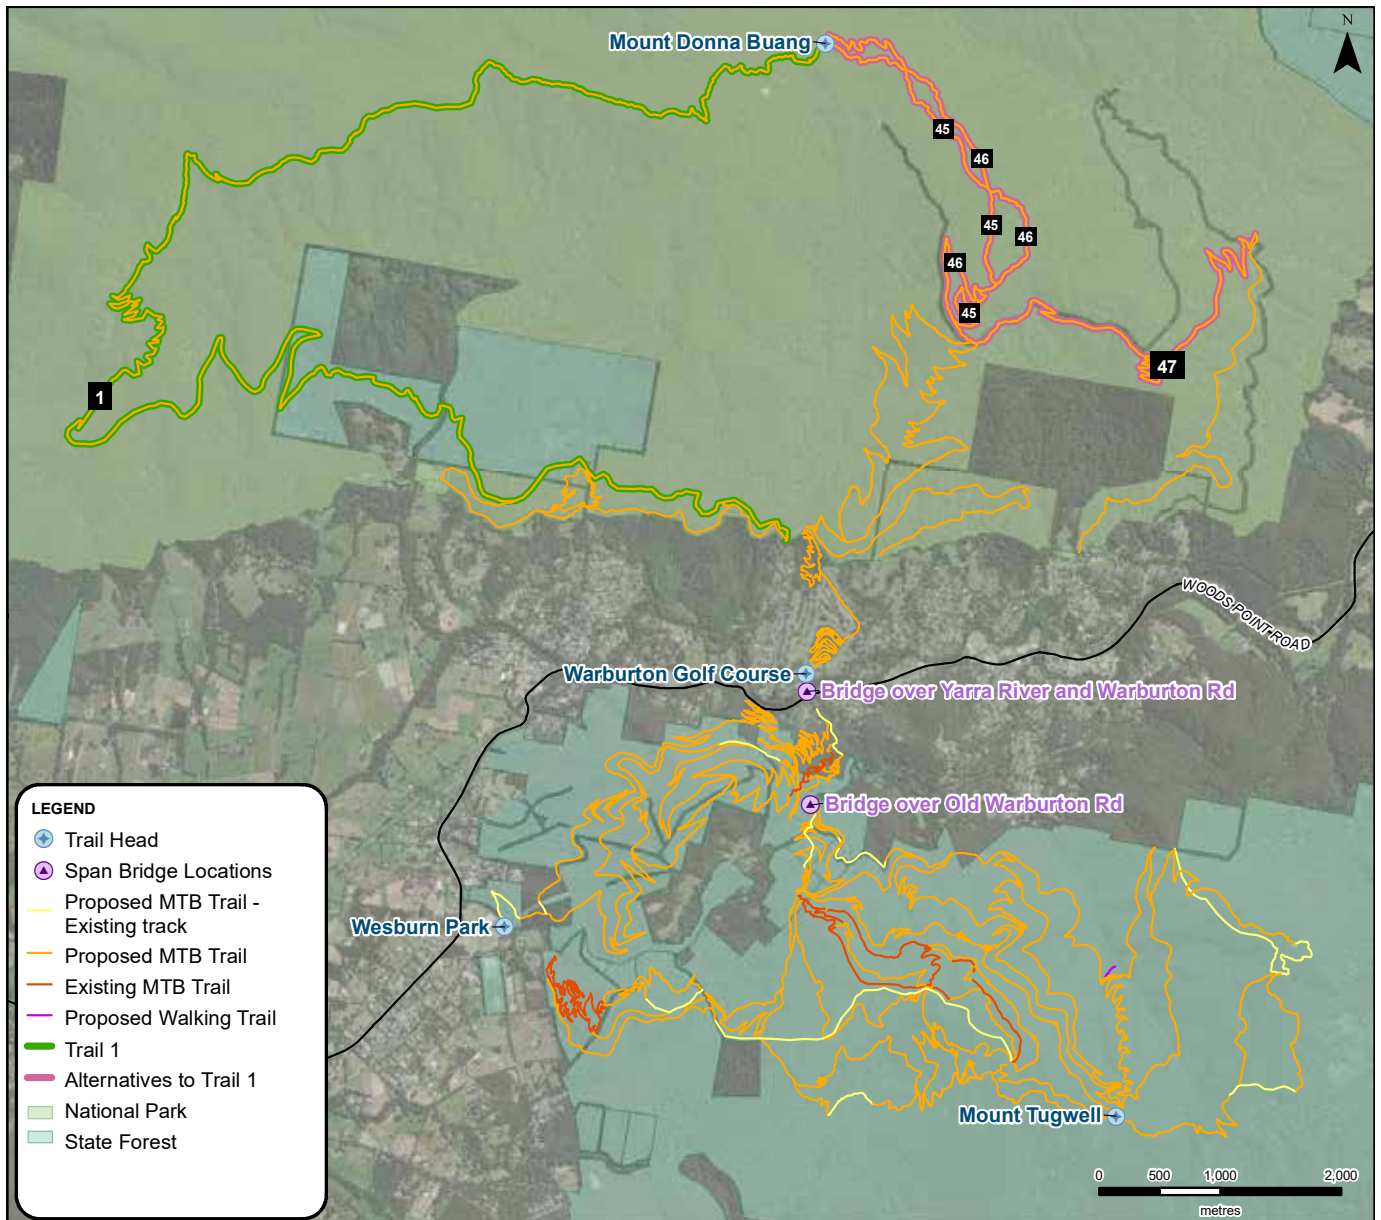 N
Mount Donna Buang
45
46
45
46
46
45
47
1
WOODS POINT ROAD
Warburton Golf Course
Bridge over Yarra River and Warburton Rd
Bridge over Old Warburton Rd
Wesburn Park
Mount Tugwell
LEGEND
Trail Head
Span Bridge Locations
Proposed MTB Trail -
Existing track
Proposed MTB Trail
Existing MTB Trail
Proposed Walking Trail
Trail 1
Alternatives to Trail 1
National Park
State Forest
0 500 1,000 2,000
metres